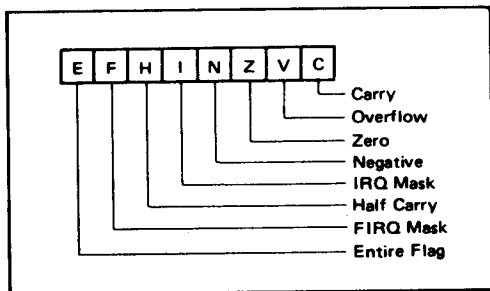 E F H I N Z V C
Carry
Overflow
Zero
Negative
IRQ Mask
Half Carry
FIRQ Mask
Entire Flag